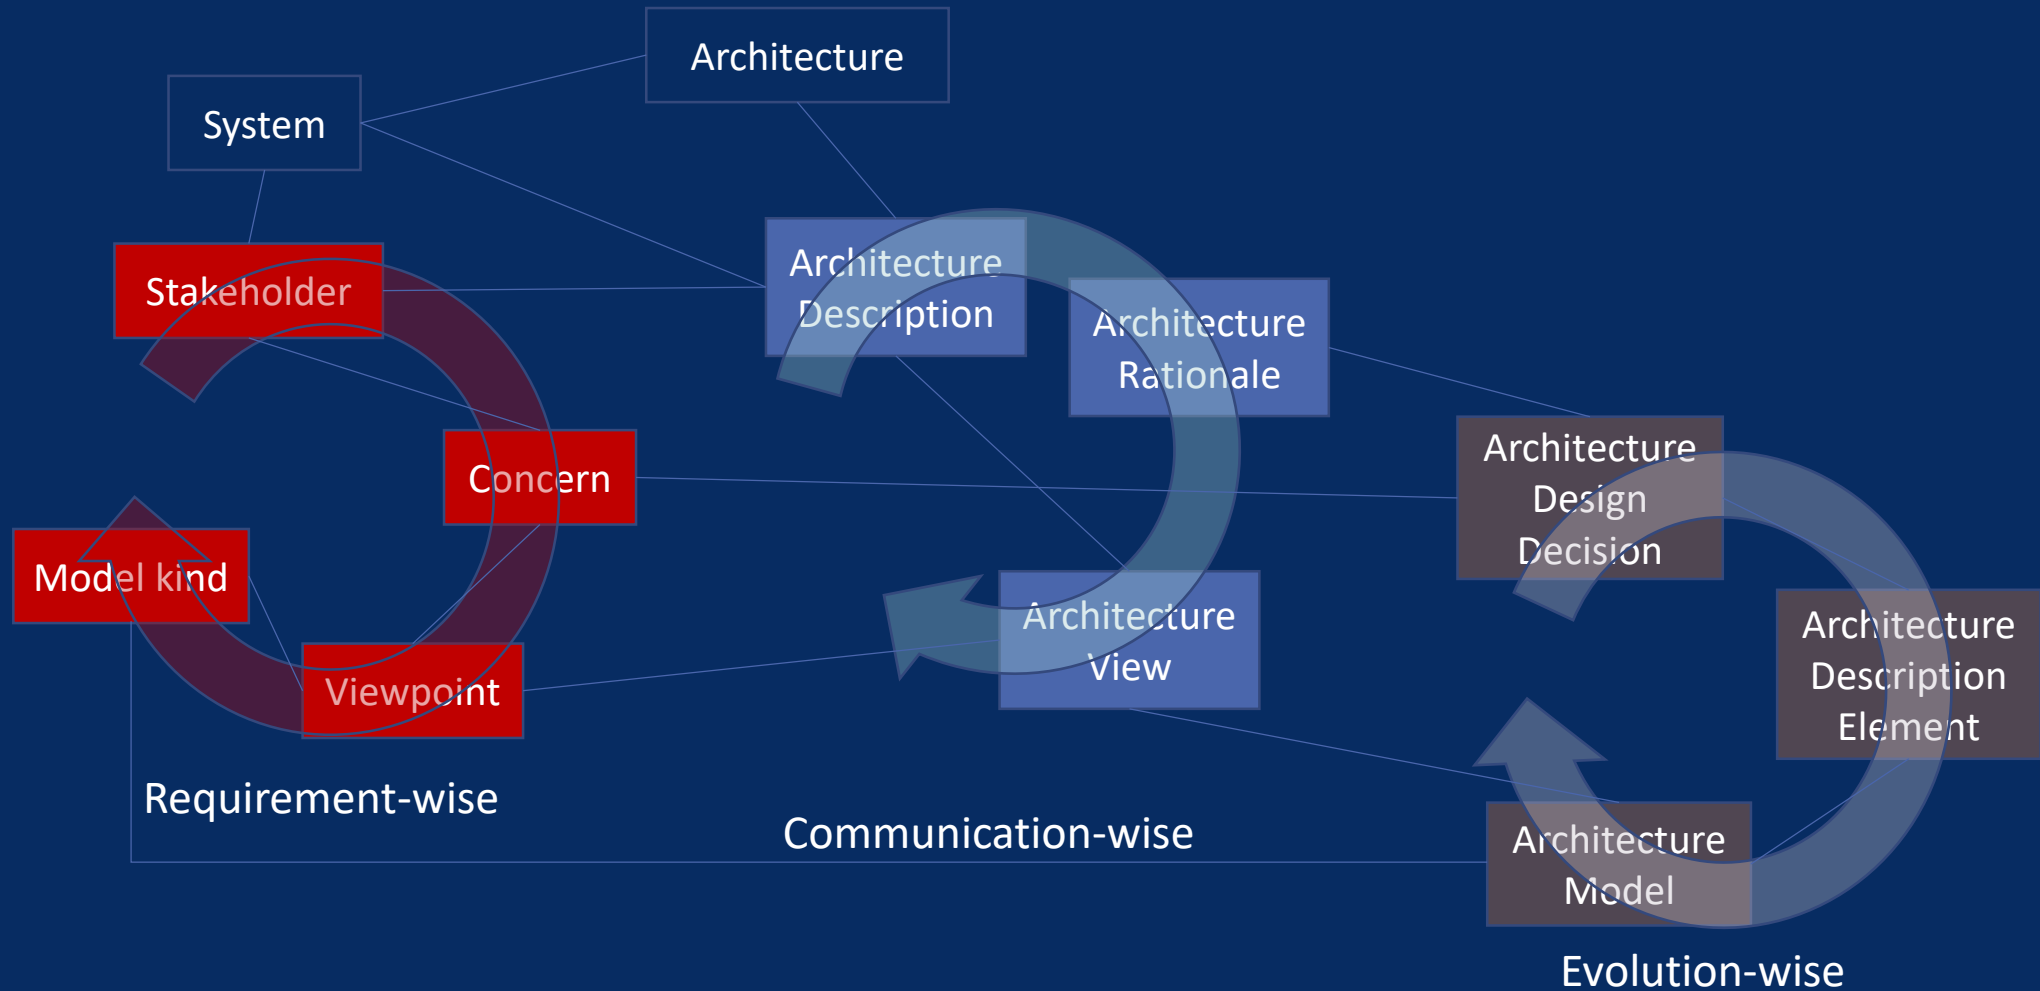 Architecture
System
Stakeholder
Architecture
Description
Architecture
Rationale
Concern
Architecture
Design
Decision
Model kind
Architecture
View
Architecture
Description
Element
Viewpoint
Requirement-wise
Communication-wise
Architecture
Model
Evolution-wise